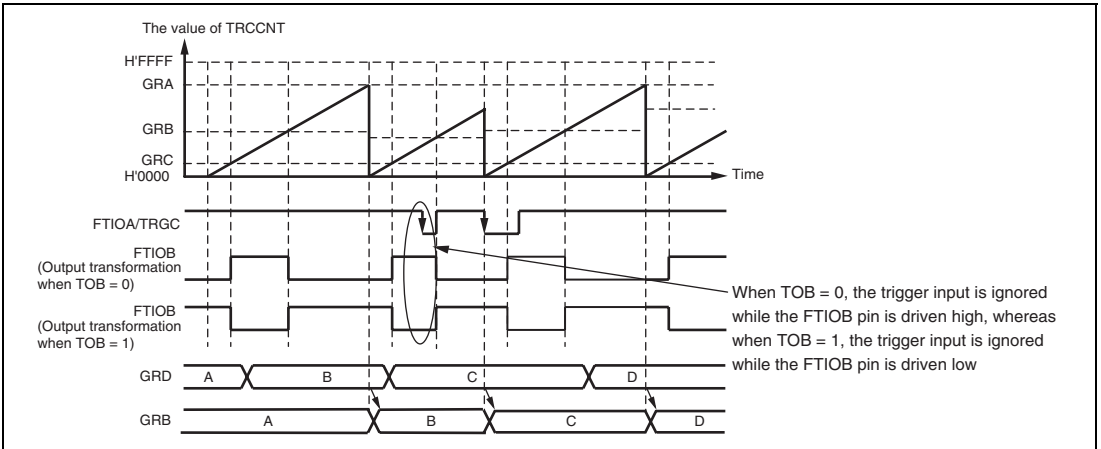 The value of TRCCNT
H'FFFF
GRA
GRB
GRC
H'0000
Time
FTIOA/TRGC
FTIOB
(Output transformation
when TOB = 0)
FTIOB
(Output transformation
when TOB = 1)
When TOB = 0, the trigger input is ignored
while the FTIOB pin is driven high, whereas
when TOB = 1, the trigger input is ignored
while the FTIOB pin is driven low
GRD A B C D
GRB A B C D